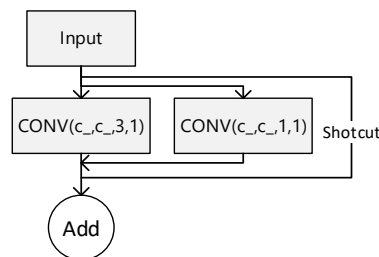 Input
CONV(c_,c_,3,1)
CONV(c_,c_,1,1)
Shotcut
Add